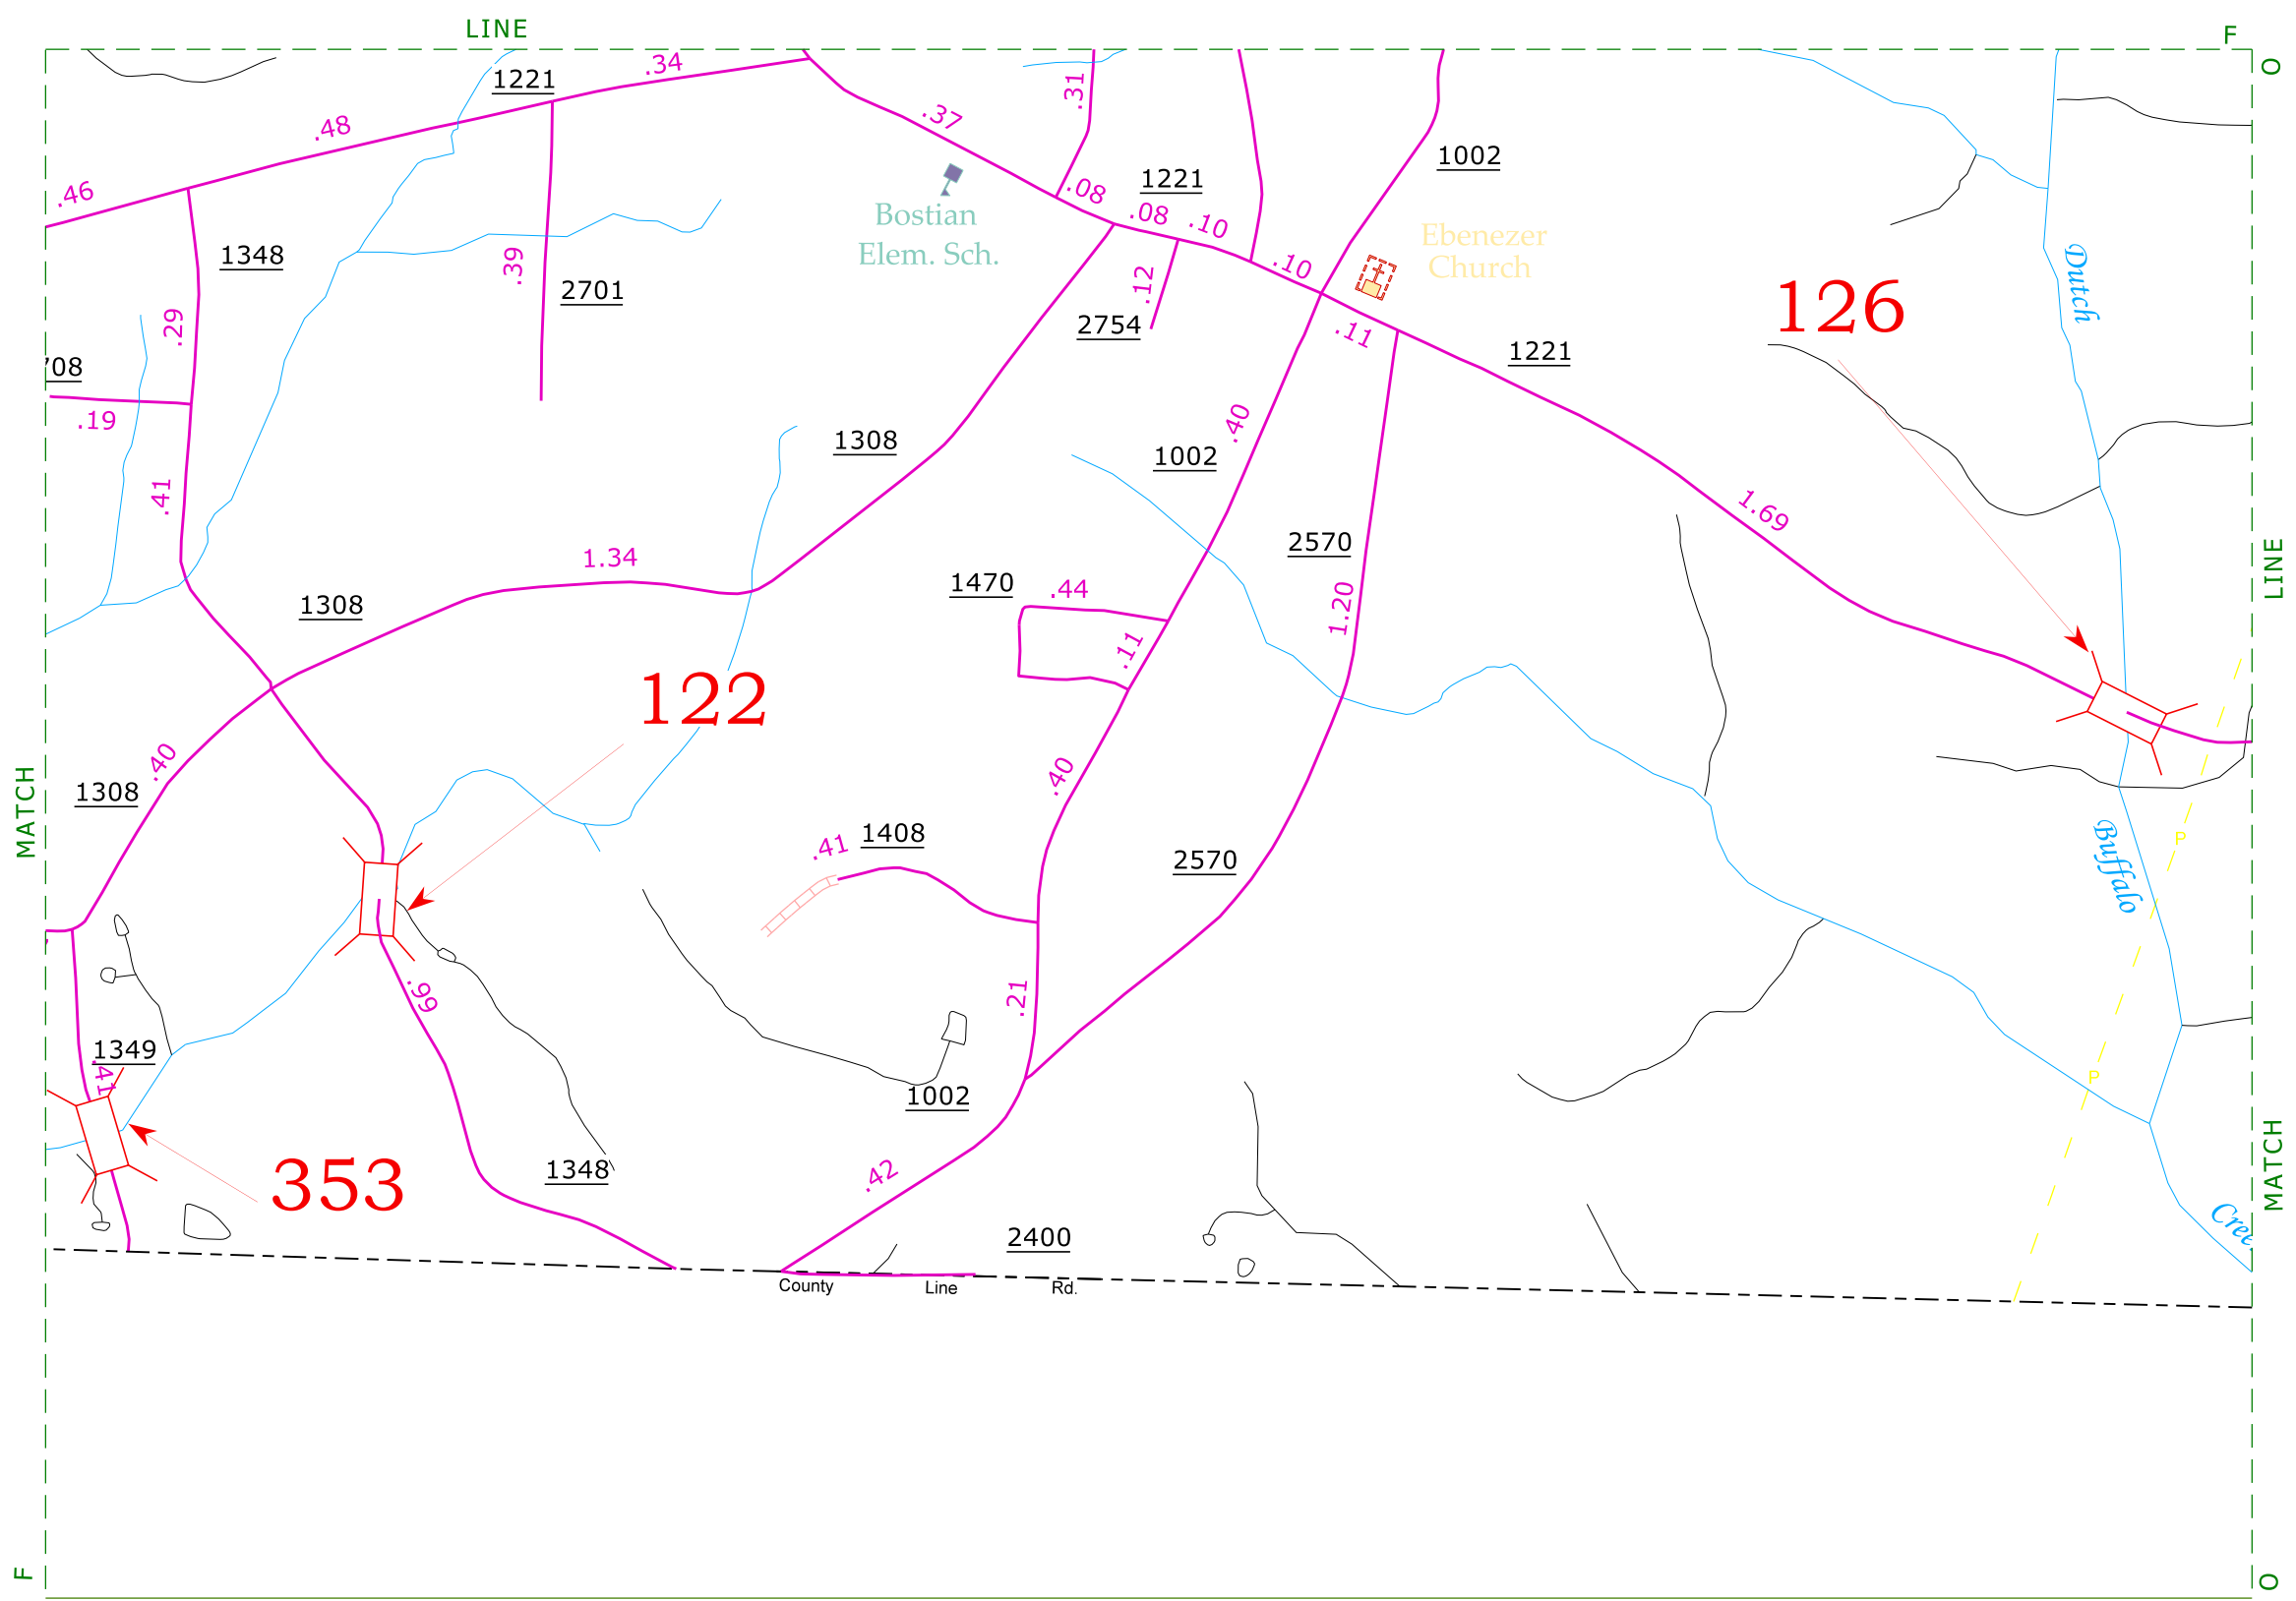 LINE
F
O
1221
.34
.48
.46
.37
.31
1002
1221
.08
.08
.10
.10
Bostian
Elem. Sch.
Ebenezer
Church
1348
.39
2701
.12
2754
.29
.11
1221
126
Dutch
708
.19
1308
.40
1002
.41
1.69
2570
1.34
LINE
1470
.44
1.20
1308
.11
122
.40
1308
.40
MATCH
1408
.41
2570
P
Buffalo
.99
.21
1349
.41
P
1002
353
1348
.42
MATCH
2400
Cree
County Line Rd.
F
O